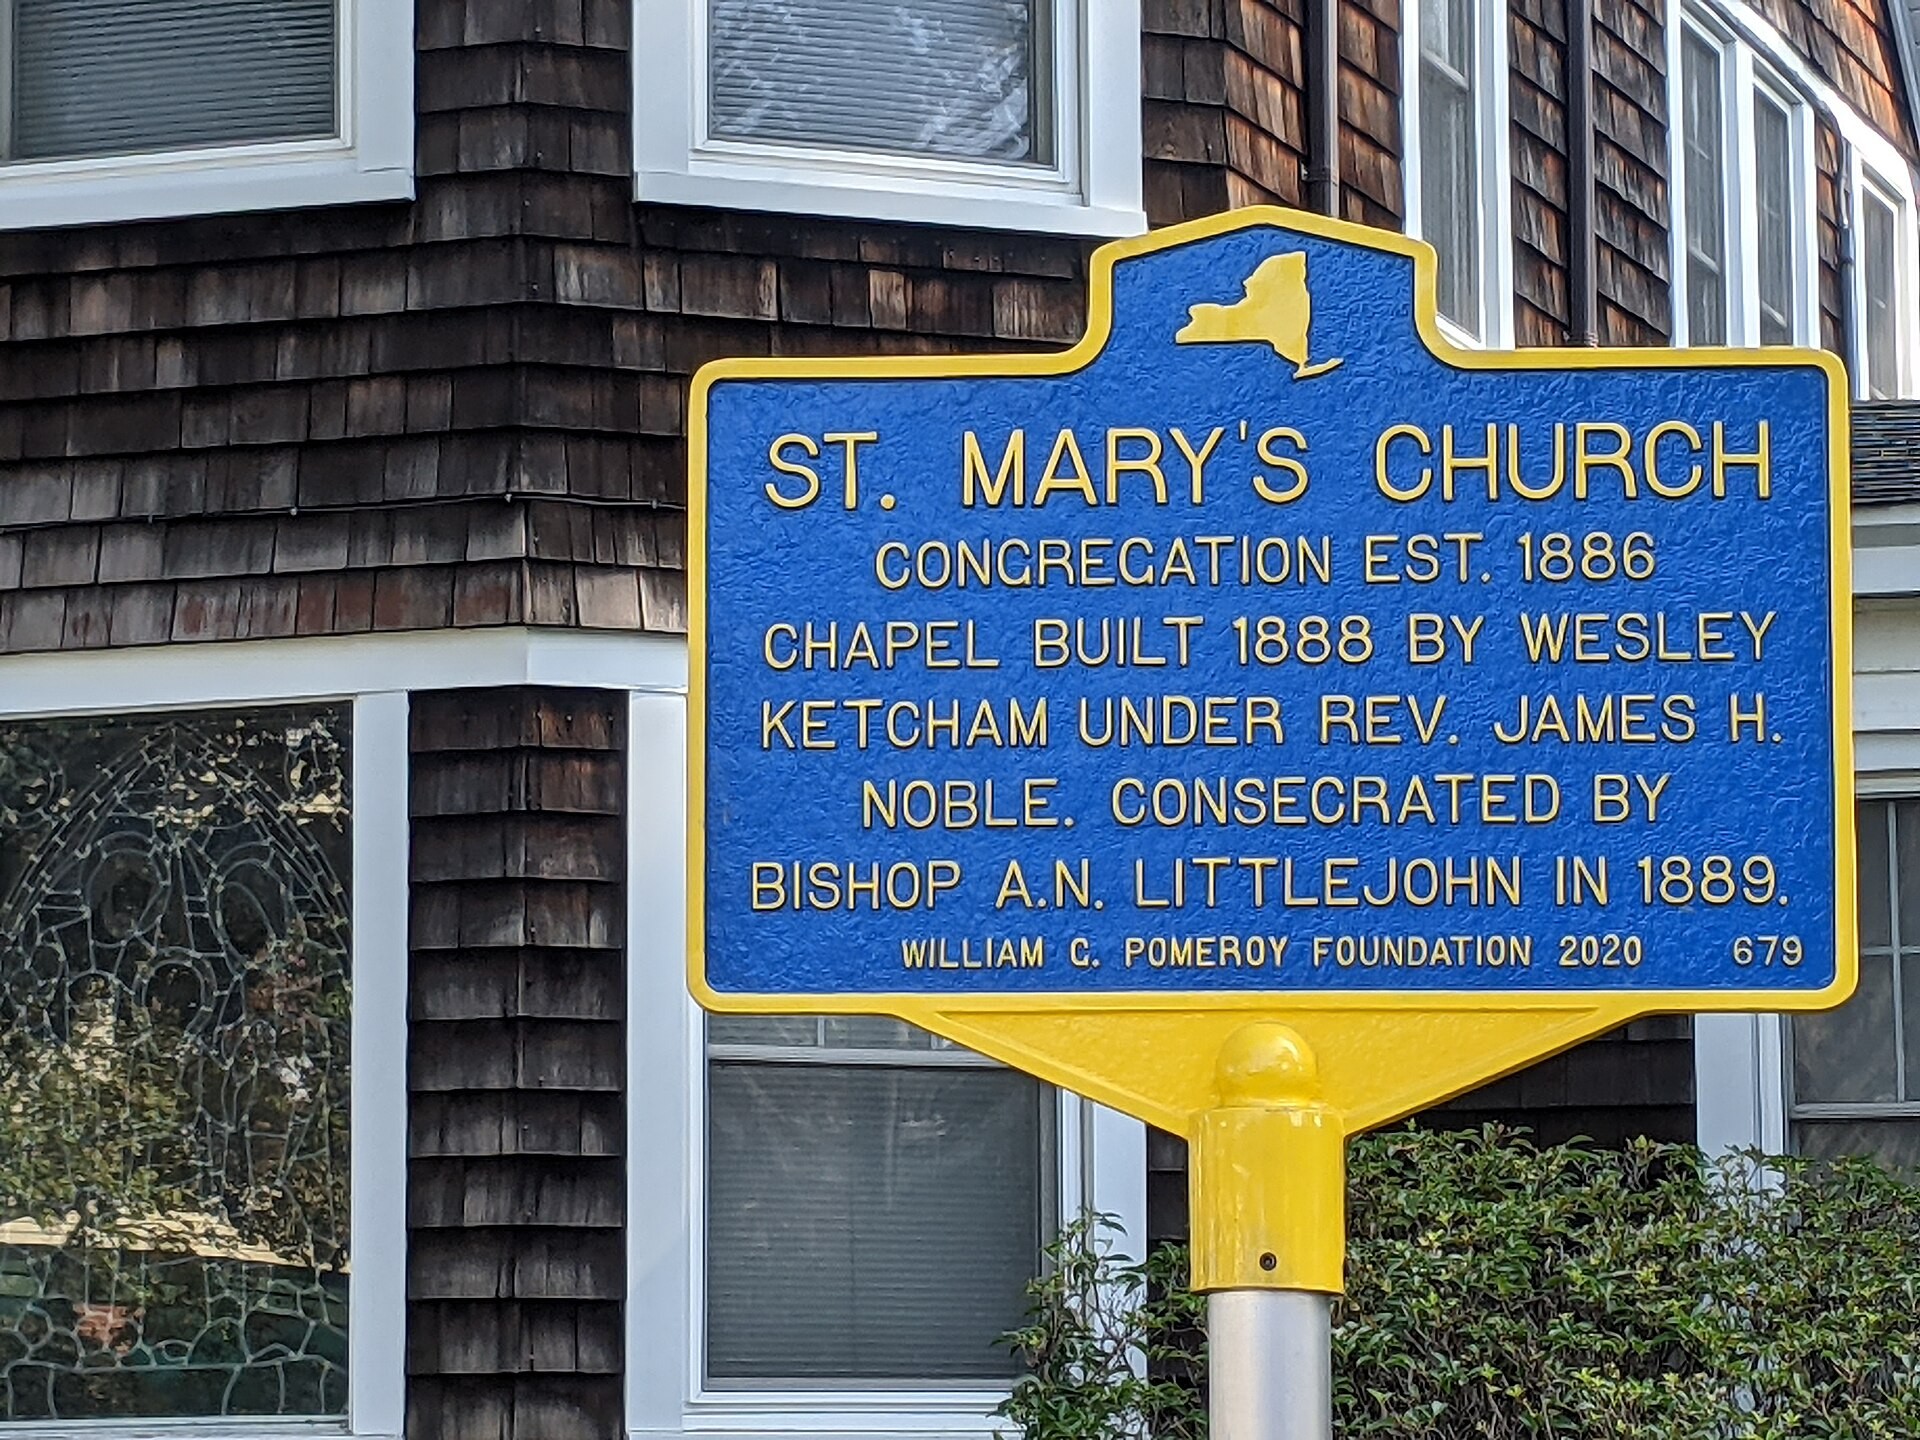 ST. MARY'S CHURCH
CONGREGATION EST. 1886
CHAPEL BUILT 1888 BY WESLEY
KETCHAM UNDER REV. JAMES H.
NOBLE. CONSECRATED BY
BISHOP A.N. LITTLEJOHN IN 1889.
WILLIAM G. POMEROY FOUNDATION 2020 679